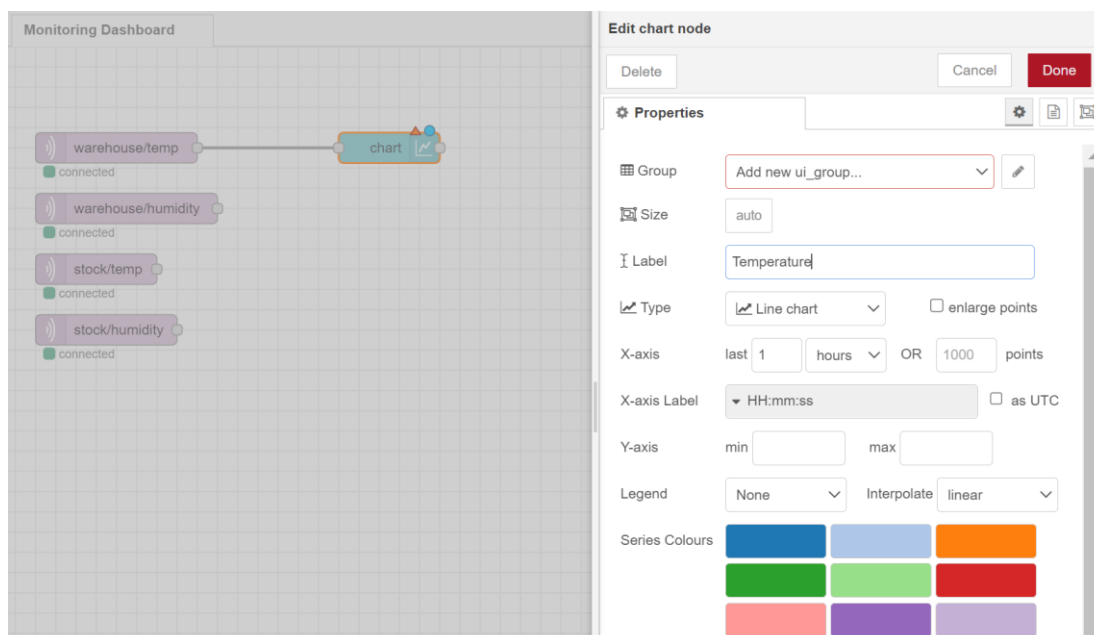 Monitoring Dashboard
warehouse/temp
connected
chart
warehouse/humidity
connected
stock/temp
connected
stock/humidity
connected
Edit chart node
Delete
Cancel
Done
Properties
Group
Add new ui_group...
Size
auto
Label
Temperature
Type
Line chart
enlarge points
X-axis
last 1 hours OR 1000 points
X-axis Label
HH:mm:ss
as UTC
Y-axis
min
max
Legend
None
Interpolate
linear
Series Colours